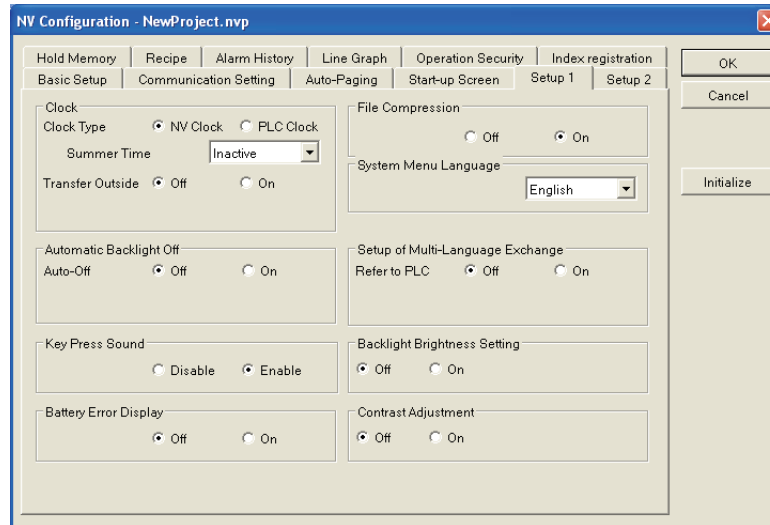 NV Configuration - NewProject.nvp
Hold Memory Recipe Alarm History Line Graph Operation Security Index registration
Basic Setup Communication Setting Auto-Paging Start-up Screen Setup 1 Setup 2
OK
Cancel
Initialize
Clock
Clock Type NV Clock PLC Clock
Summer Time Inactive
Transfer Outside Off On
File Compression
Off On
System Menu Language
English
Automatic Backlight Off
Auto-Off Off On
Setup of Multi-Language Exchange
Refer to PLC Off On
Key Press Sound
Disable Enable
Backlight Brightness Setting
Off On
Battery Error Display
Off On
Contrast Adjustment
Off On